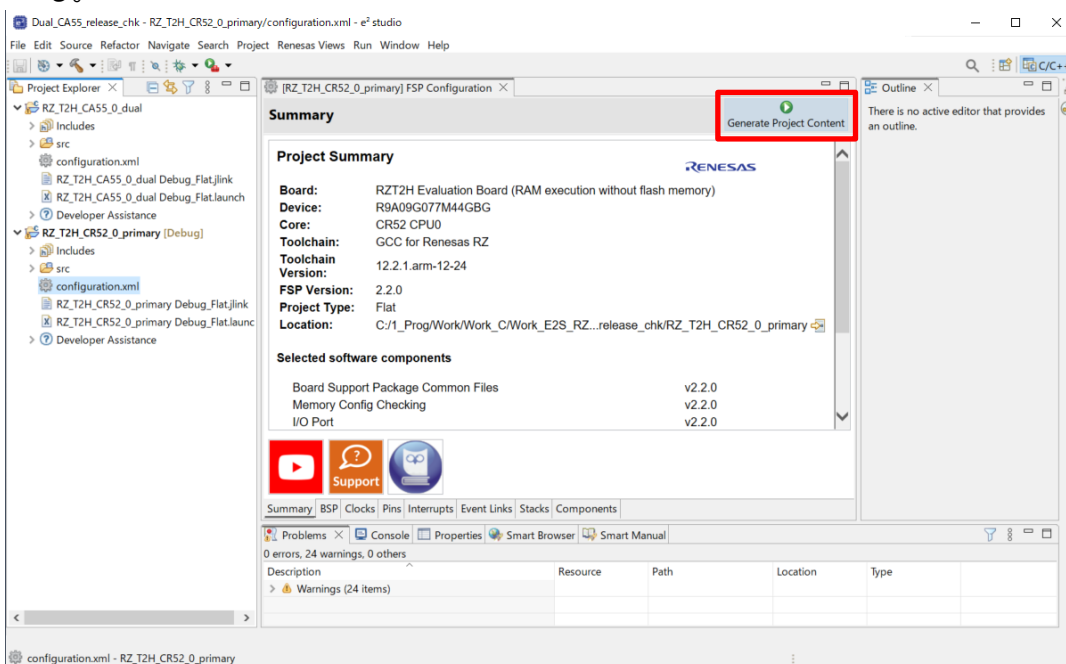 Dual_CA55_release_chk - RZ_T2H_CR52_0_primary/configuration.xml - e² studio
File Edit Source Refactor Navigate Search Project Renesas Views Run Window Help
C/C++
Project Explorer
RZ_T2H_CA55_0_dual
Includes
src
configuration.xml
RZ_T2H_CA55_0_dual Debug_Flat.jlink
RZ_T2H_CA55_0_dual Debug_Flat.launch
Developer Assistance
RZ_T2H_CR52_0_primary [Debug]
Includes
src
configuration.xml
RZ_T2H_CR52_0_primary Debug_Flat.jlink
RZ_T2H_CR52_0_primary Debug_Flat.launc
Developer Assistance
[RZ_T2H_CR52_0_primary] FSP Configuration
Summary
Generate Project Content
Project Summary
RENESAS
Board: RZT2H Evaluation Board (RAM execution without flash memory)
Device: R9A09G077M44GBG
Core: CR52 CPU0
Toolchain: GCC for Renesas RZ
Toolchain Version: 12.2.1.arm-12-24
FSP Version: 2.2.0
Project Type: Flat
Location: C:/1_Prog/Work/Work_C/Work_E2S_RZ...release_chk/RZ_T2H_CR52_0_primary
Selected software components
Board Support Package Common Files v2.2.0
Memory Config Checking v2.2.0
I/O Port v2.2.0
Support
Summary BSP Clocks Pins Interrupts Event Links Stacks Components
Outline
There is no active editor that provides
an outline.
Problems Console Properties Smart Browser Smart Manual
0 errors, 24 warnings, 0 others
Description Resource Path Location Type
Warnings (24 items)
configuration.xml - RZ_T2H_CR52_0_primary